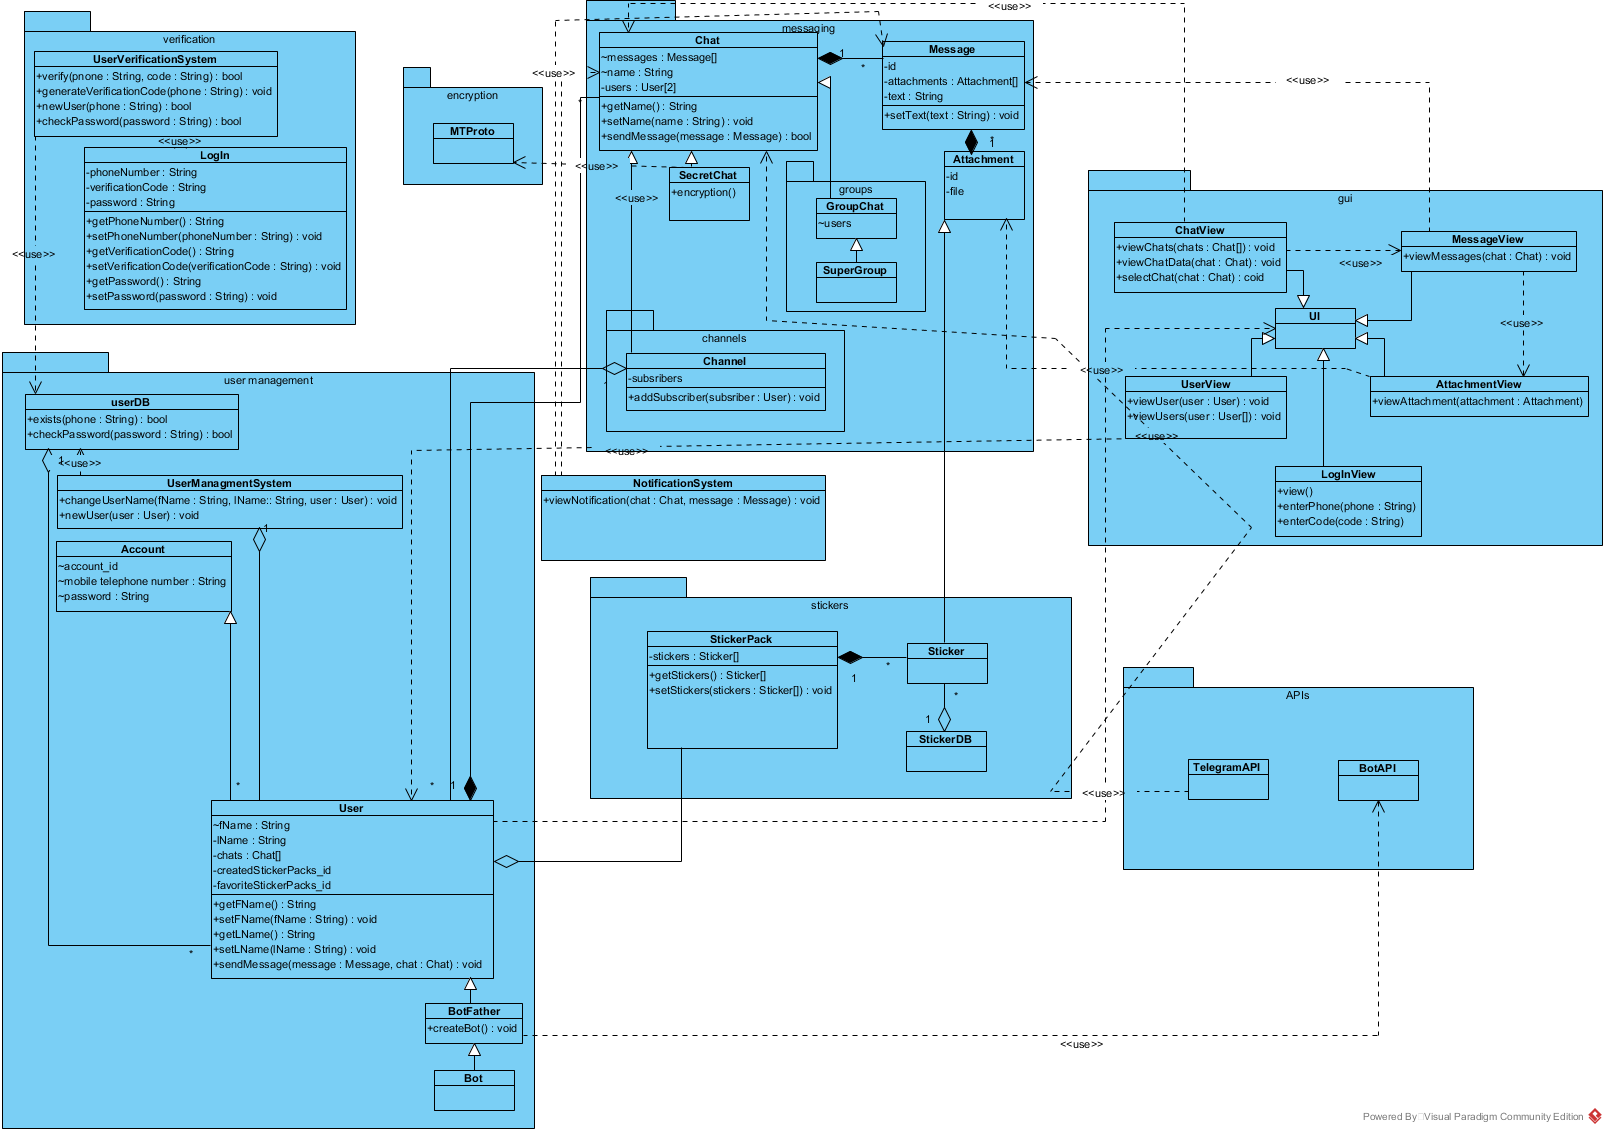 verification
UserVerificationSystem
+verify(pnone : String, code : String) : bool
+generateVerificationCode(phone : String) : void
+newUser(phone : String) : bool
+checkPassword(password : String) : bool
<<use>>
LogIn
-phoneNumber : String
-verificationCode : String
-password : String
+getPhoneNumber() : String
+setPhoneNumber(phoneNumber : String) : void
+getVerificationCode() : String
+setVerificationCode(verificationCode : String) : void
+getPassword() : String
+setPassword(password : String) : void
<<use>>
encryption
MTProto
<<use>>
<<use>>
messaging
Chat
~messages : Message[]
~name : String
-users : User[2]
+getName() : String
+setName(name : String) : void
+sendMessage(message : Message) : bool
1
*
*
Message
-id
-attachments : Attachment[]
-text : String
+setText(text : String) : void
*
1
Attachment
-id
-file
SecretChat
+encryption()
<<use>>
groups
GroupChat
~users
SuperGroup
channels
Channel
-subsribers
+addSubscriber(subsriber : User) : void
<<use>>
<<use>>
<<use>>
gui
ChatView
+viewChats(chats : Chat[]) : void
+viewChatData(chat : Chat) : void
+selectChat(chat : Chat) : coid
<<use>>
MessageView
+viewMessages(chat : Chat) : void
UI
<<use>>
<<use>>
UserView
+viewUser(user : User) : void
+viewUsers(user : User[]) : void
<<use>>
AttachmentView
+viewAttachment(attachment : Attachment)
LogInView
+view()
+enterPhone(phone : String)
+enterCode(code : String)
user management
userDB
+exists(phone : String) : bool
+checkPassword(password : String) : bool
1
<<use>>
UserManagmentSystem
+changeUserName(fName : String, lName:: String, user : User) : void
+newUser(user : User) : void
1
Account
~account_id
~mobile telephone number : String
~password : String
*
*
1
User
~fName : String
-lName : String
-chats : Chat[]
-createdStickerPacks_id
-favoriteStickerPacks_id
+getFName() : String
+setFName(fName : String) : void
+getLName() : String
+setLName(lName : String) : void
+sendMessage(message : Message, chat : Chat) : void
*
BotFather
+createBot() : void
Bot
NotificationSystem
+viewNotification(chat : Chat, message : Message) : void
stickers
StickerPack
-stickers : Sticker[]
+getStickers() : Sticker[]
+setStickers(stickers : Sticker[]) : void
1
*
Sticker
*
1
StickerDB
APIs
TelegramAPI
BotAPI
<<use>>
<<use>>
Powered By Visual Paradigm Community Edition